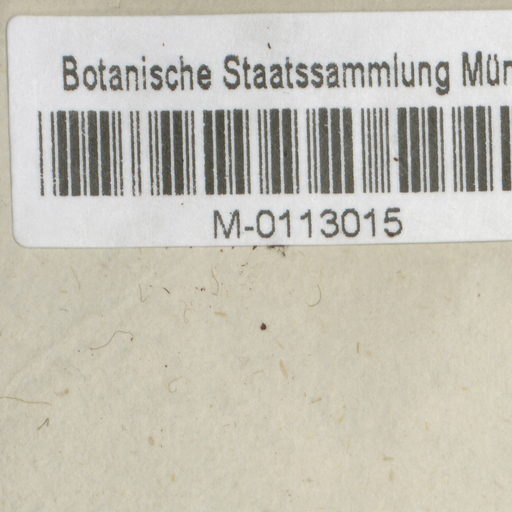 Botanische Staatssammlung Mün
M-0113015